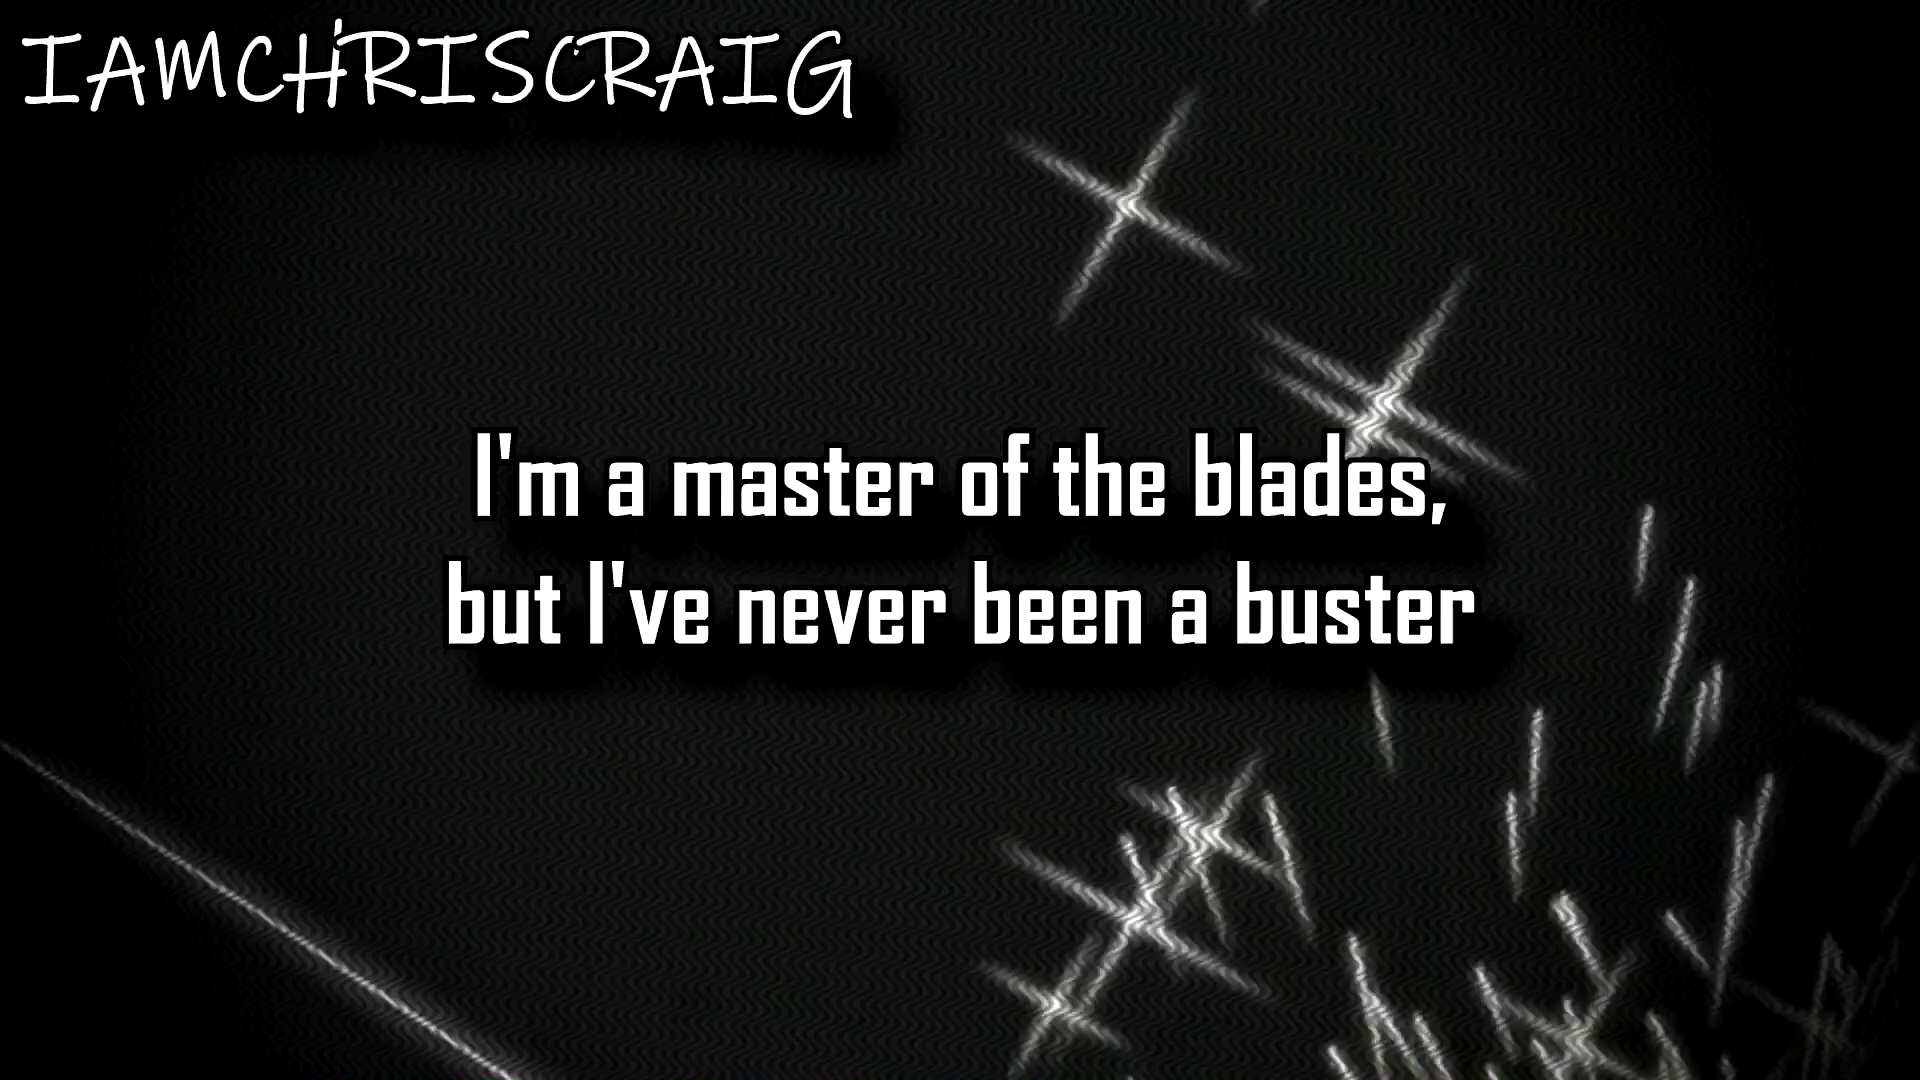 IAMCHRISCRAIG
I'm a master of the blades,
but I've never been a buster